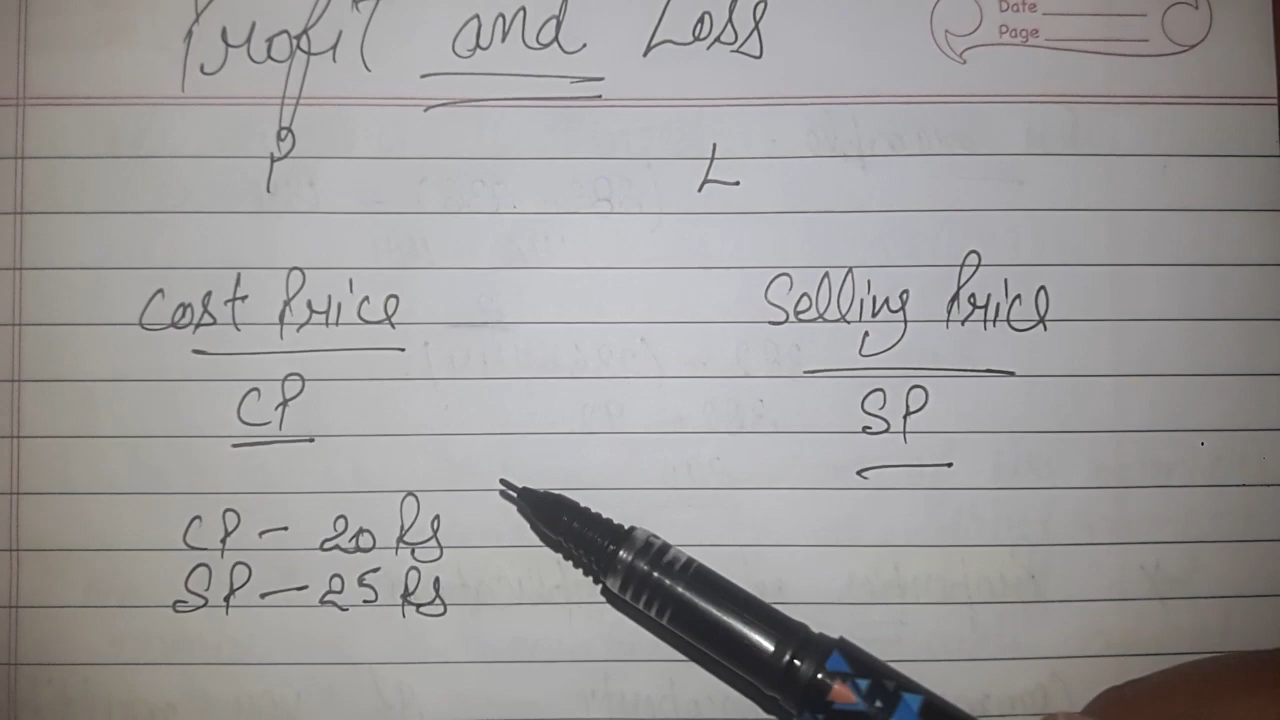 Profit and Loss
Date
Page
P
L
Cost Price
Selling Price
CP
SP
CP - 20 Rs
SP - 25 Rs